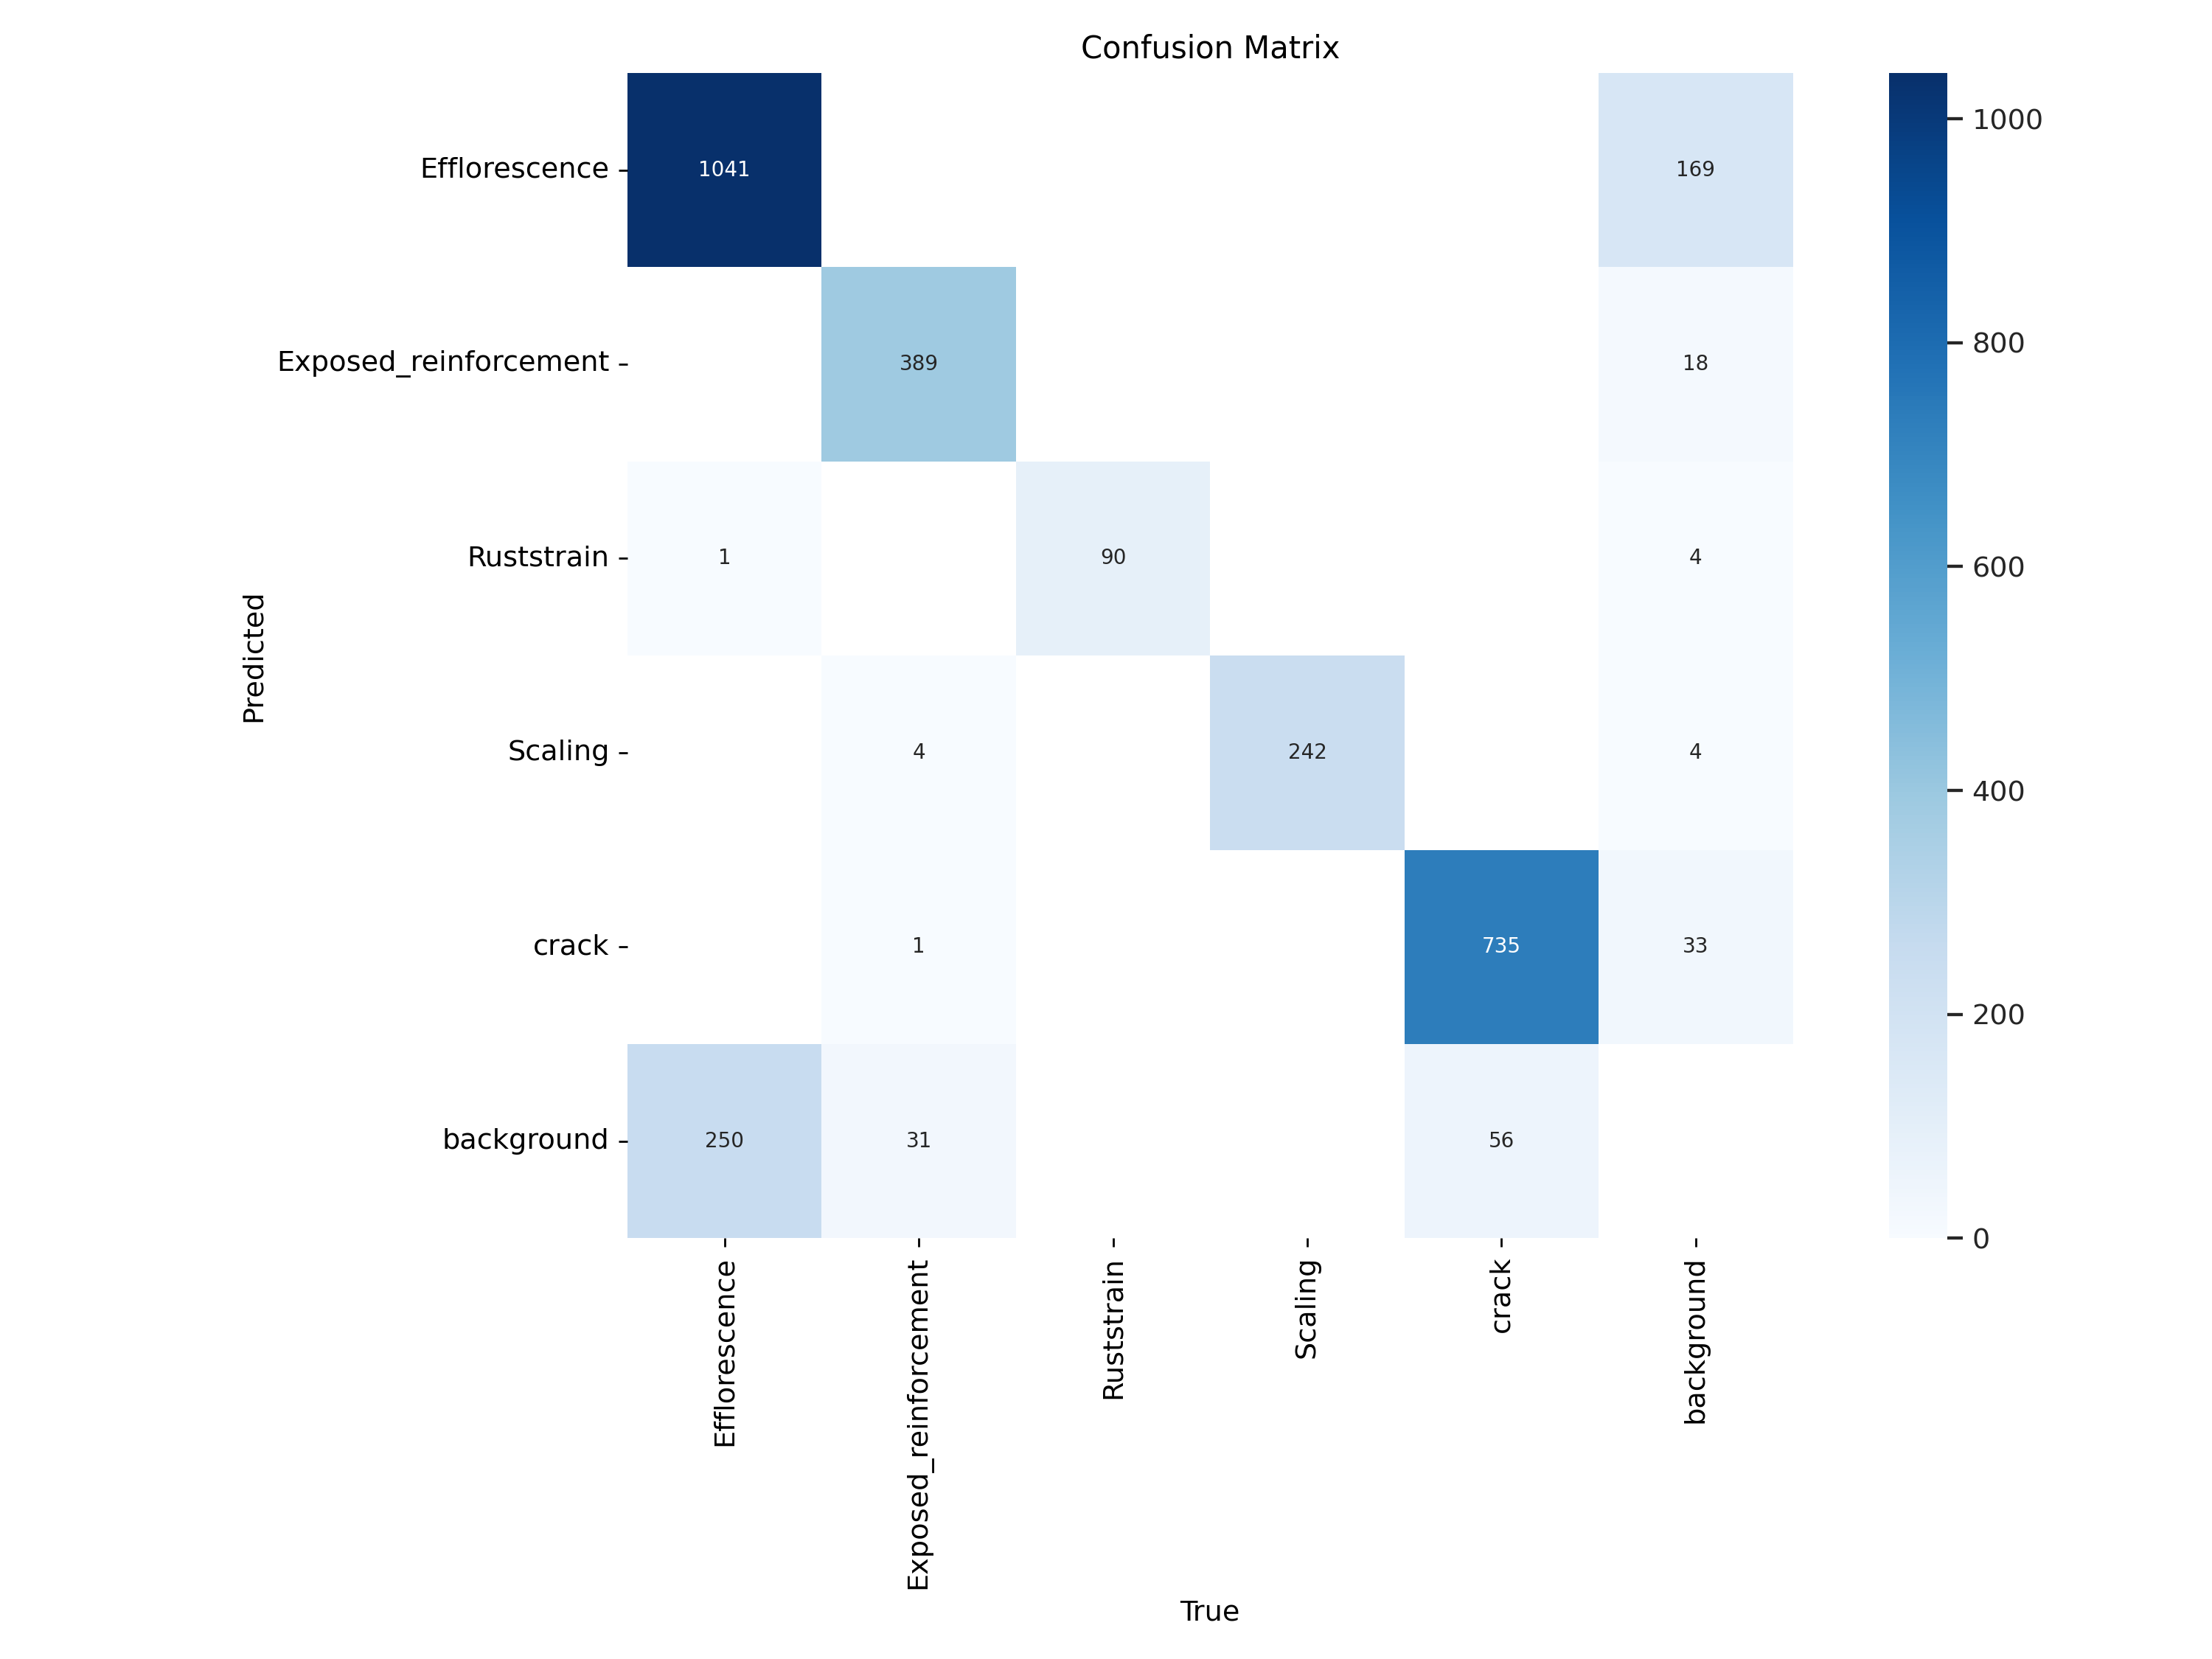 Confusion Matrix
Efflorescence
1041
169
1000
Exposed_reinforcement
389
18
800
Ruststrain
1
90
4
600
Predicted
Scaling
4
242
4
400
crack
1
735
33
200
background
250
31
56
0
Efflorescence
Exposed_reinforcement
Ruststrain
Scaling
crack
background
True